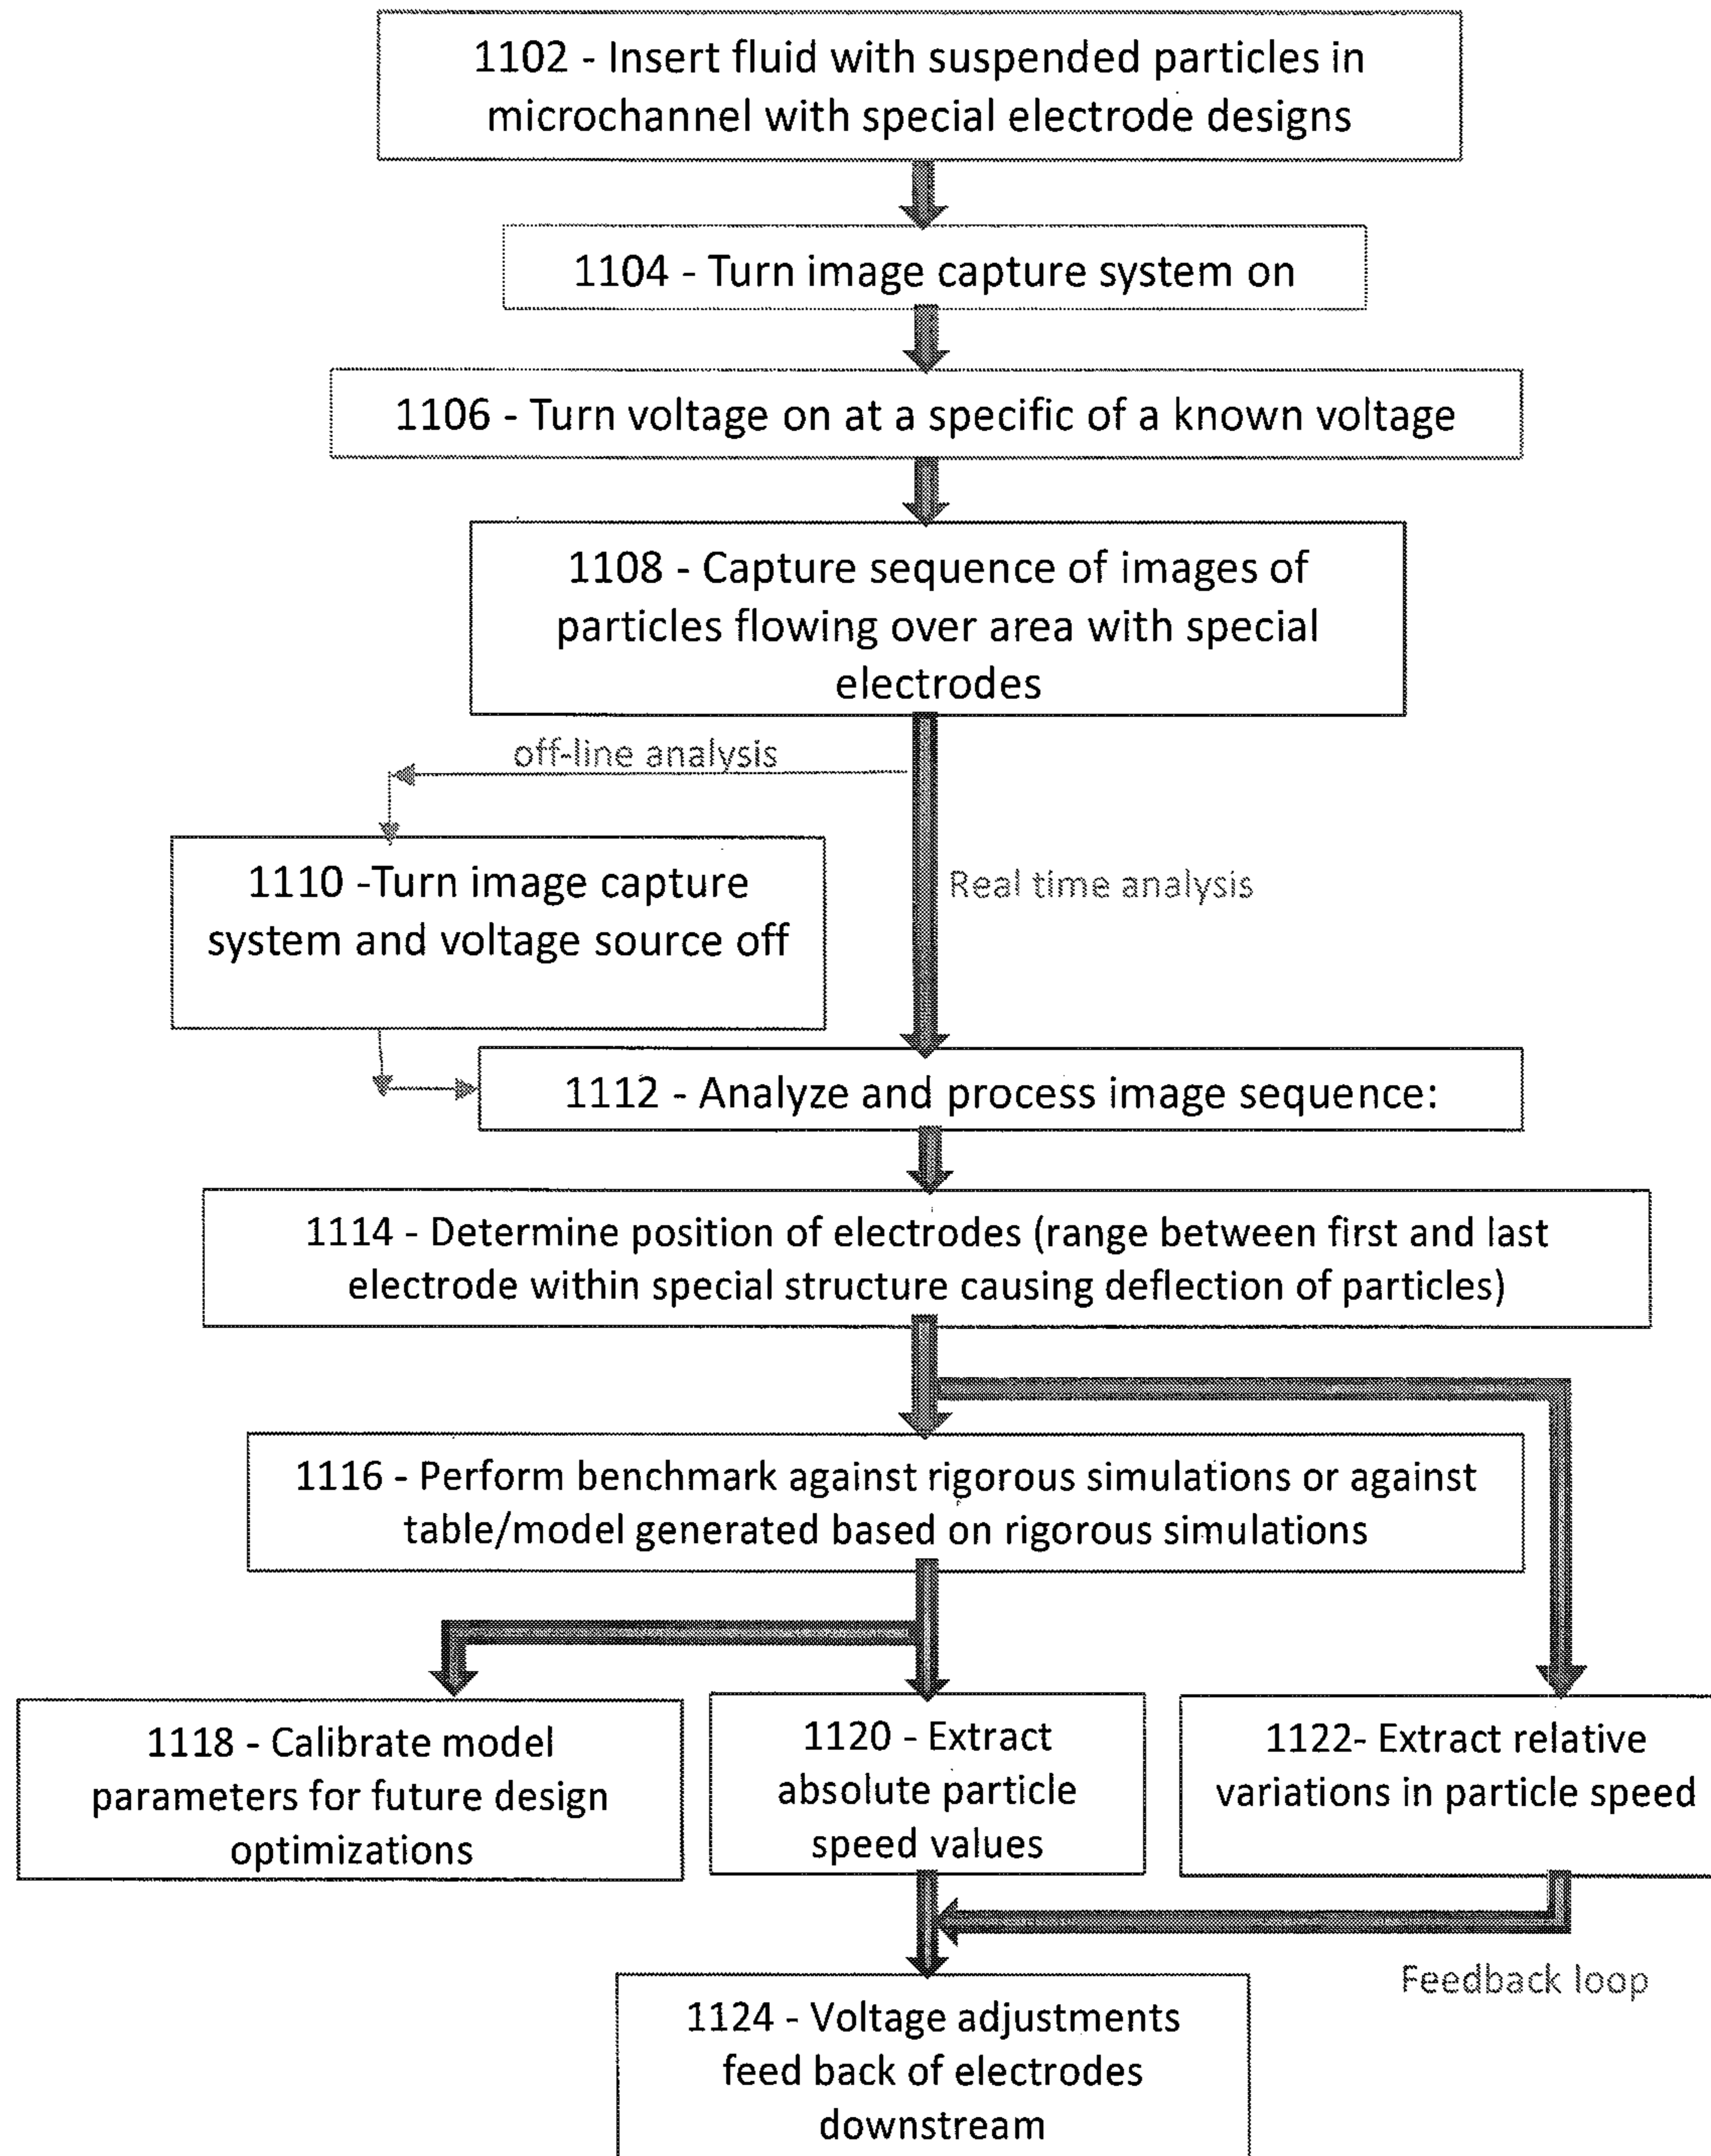 1102 - Insert fluid with suspended particles in
microchannel with special electrode designs
1104 - Turn image capture system on
1106 - Turn voltage on at a specific of a known voltage
1108 - Capture sequence of images of
particles flowing over area with special
electrodes
off-line analysis
1110 -Turn image capture
system and voltage source off
Real time analysis
1112 - Analyze and process image sequence:
1114 - Determine position of electrodes (range between first and last
electrode within special structure causing deflection of particles)
1116 - Perform benchmark against rigorous simulations or against
table/model generated based on rigorous simulations
1118 - Calibrate model
parameters for future design
optimizations
1120 - Extract
absolute particle
speed values
1122- Extract relative
variations in particle speed
Feedback loop
1124 - Voltage adjustments
feed back of electrodes
downstream